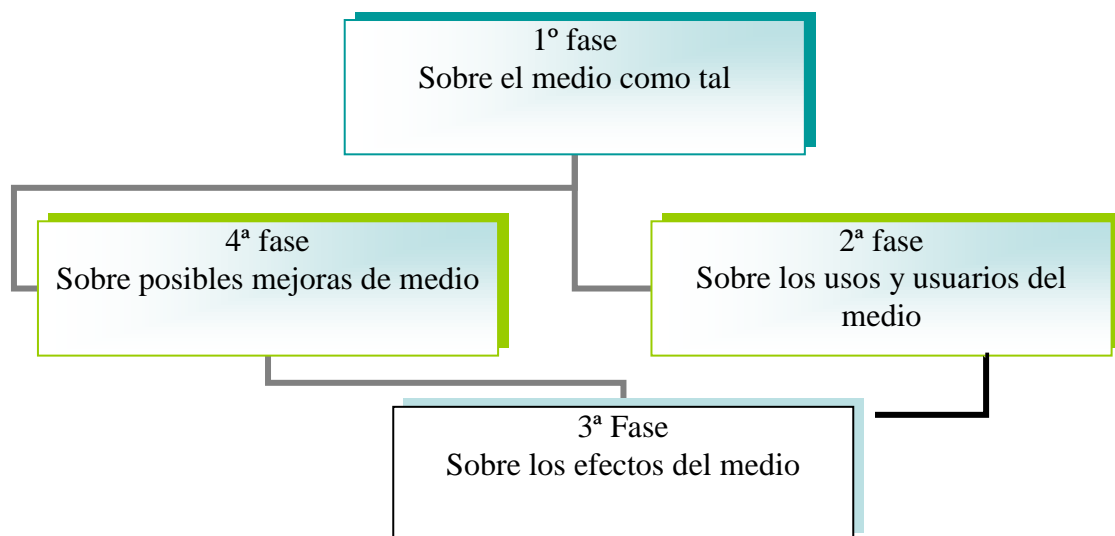 1º fase
Sobre el medio como tal
4ª fase
Sobre posibles mejoras de medio
2ª fase
Sobre los usos y usuarios del
medio
3ª Fase
Sobre los efectos del medio